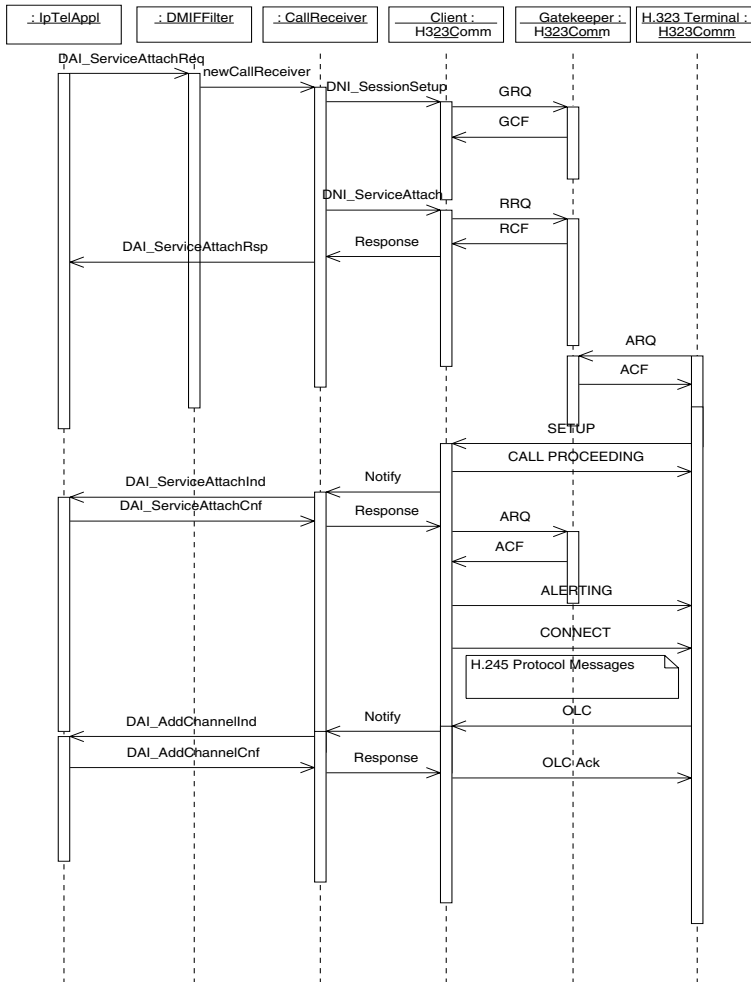 : IpTelAppl
: DMIFFilter
: CallReceiver
Client :
H323Comm
Gatekeeper :
H323Comm
H.323 Terminal :
H323Comm
DAI_ServiceAttachReq
newCallReceiver
DNI_SessionSetup
GRQ
GCF
DNI_ServiceAttach
RRQ
RCF
Response
DAI_ServiceAttachRsp
ARQ
ACF
SETUP
CALL PROCEEDING
Notify
DAI_ServiceAttachInd
DAI_ServiceAttachCnf
Response
ARQ
ACF
ALERTING
CONNECT
H.245 Protocol Messages
OLC
Notify
DAI_AddChannelInd
DAI_AddChannelCnf
Response
OLC Ack